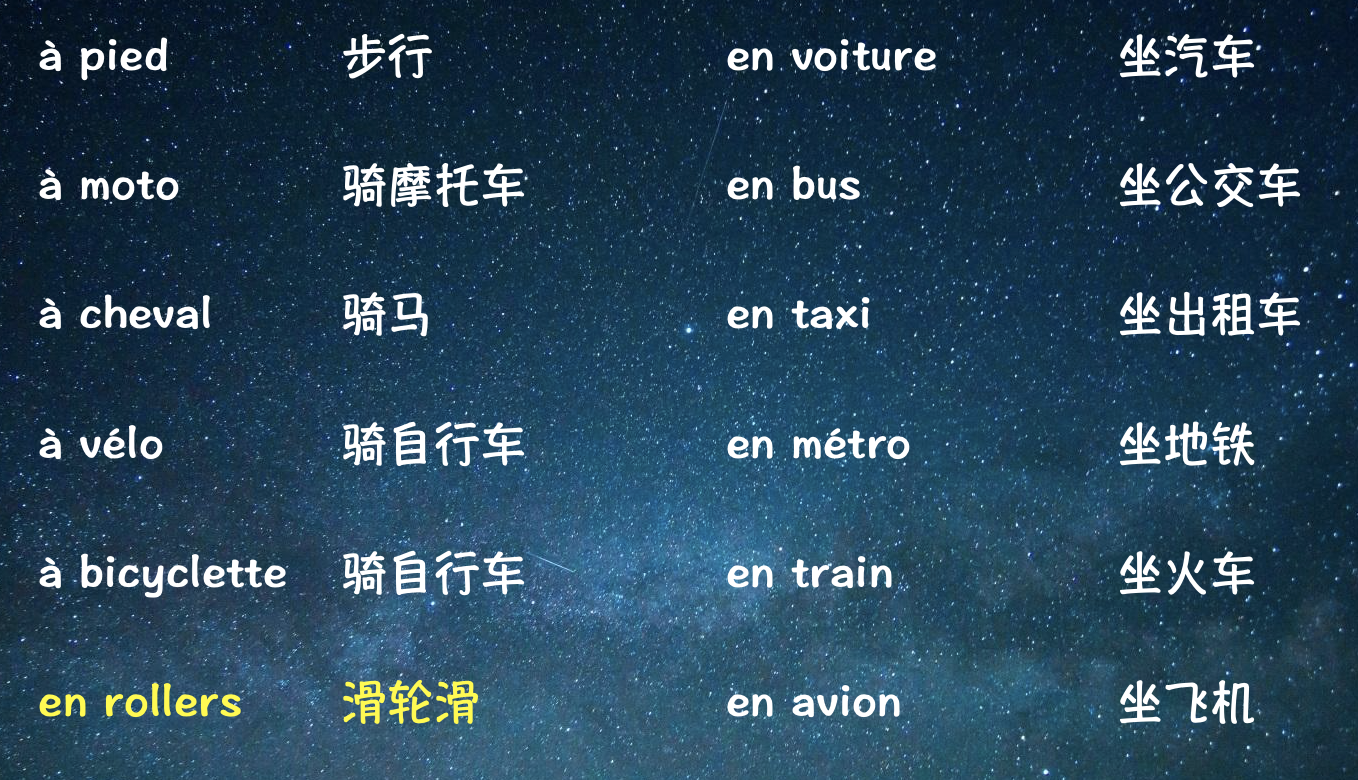 à pied 步行 en voiture 坐汽车
à moto 骑摩托车 en bus 坐公交车
à cheval 骑马 en taxi 坐出租车
à vélo 骑自行车 en métro 坐地铁
à bicyclette 骑自行车 en train 坐火车
en rollers 滑轮滑 en avion 坐飞机